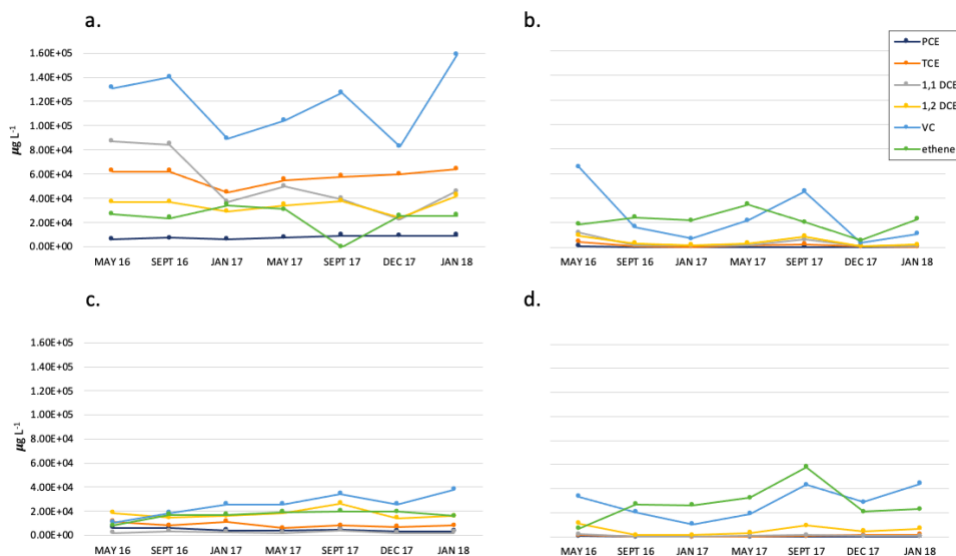 a.
b.
1.60E+05
1.40E+05
1.20E+05
1.00E+05
8.00E+04
6.00E+04
4.00E+04
2.00E+04
0.00E+00
µg L-1
MAY 16 SEPT 16 JAN 17 MAY 17 SEPT 17 DEC 17 JAN 18
MAY 16 SEPT 16 JAN 17 MAY 17 SEPT 17 DEC 17 JAN 18
PCE
TCE
1,1 DCE
1,2 DCE
VC
ethene
c.
d.
1.60E+05
1.40E+05
1.20E+05
1.00E+05
8.00E+04
6.00E+04
4.00E+04
2.00E+04
0.00E+00
µg L-1
MAY 16 SEPT 16 JAN 17 MAY 17 SEPT 17 DEC 17 JAN 18
MAY 16 SEPT 16 JAN 17 MAY 17 SEPT 17 DEC 17 JAN 18